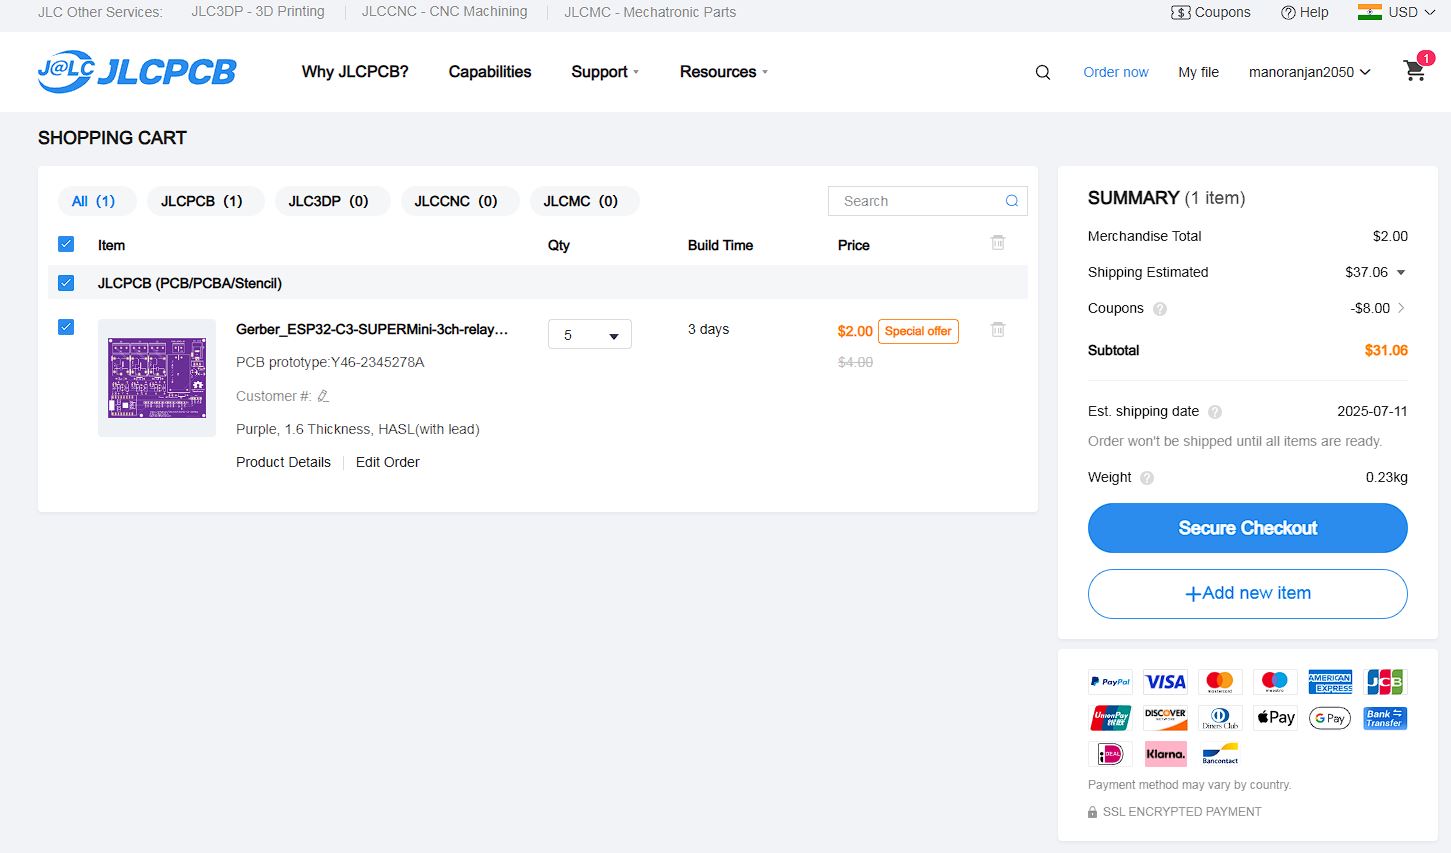 JLC Other Services: JLC3DP - 3D Printing JLCCNC - CNC Machining JLCMC - Mechatronic Parts Coupons Help USD
J@LC JLCPCB Why JLCPCB? Capabilities Support Resources Order now My file manoranjan2050 1
SHOPPING CART
All (1) JLCPCB (1) JLC3DP (0) JLCCNC (0) JLCMC (0) Search
Item Qty Build Time Price
JLCPCB (PCB/PCBA/Stencil)
Gerber_ESP32-C3-SUPERMini-3ch-relay... 5 3 days $2.00 Special offer
PCB prototype:Y46-2345278A $4.00
Customer #:
Purple, 1.6 Thickness, HASL(with lead)
Product Details Edit Order
SUMMARY (1 item)
Merchandise Total $2.00
Shipping Estimated $37.06
Coupons ? -$8.00
Subtotal $31.06
Est. shipping date ? 2025-07-11
Order won't be shipped until all items are ready.
Weight ? 0.23kg
Secure Checkout
+Add new item
PayPal VISA mastercard maestro AMERICAN EXPRESS JCB
UnionPay 银联 DISCOVER Diners Club Pay G Pay Bank Transfer
iDEAL Klarna. Bancontact
Payment method may vary by country.
SSL ENCRYPTED PAYMENT